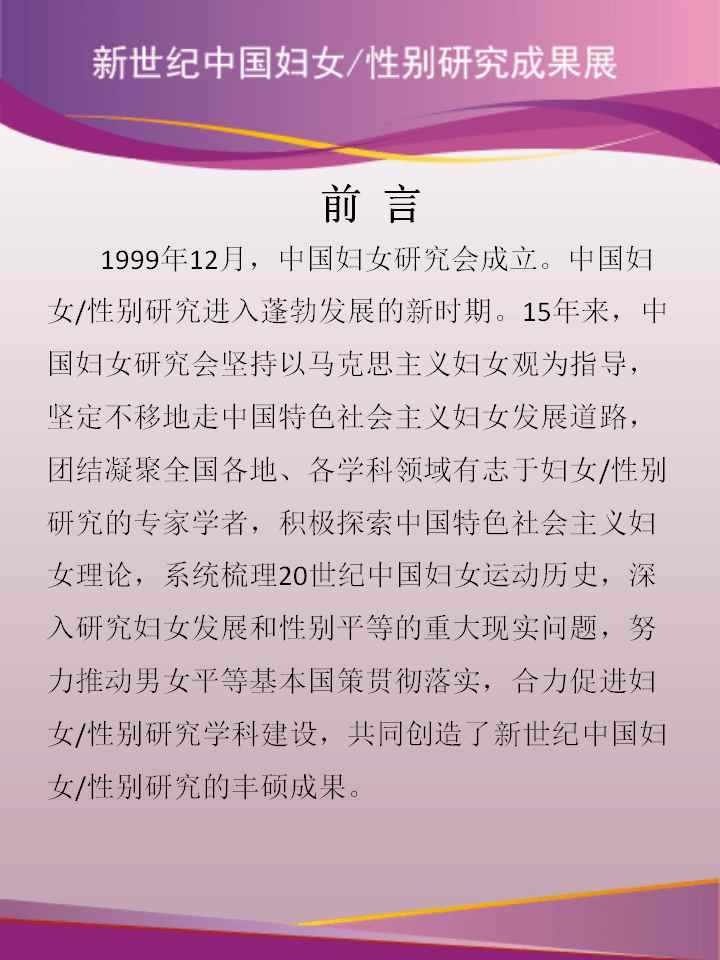 新世纪中国妇女/性别研究成果展
前 言
1999年12月，中国妇女研究会成立。中国妇
女/性别研究进入蓬勃发展的新时期。15年来，中
国妇女研究会坚持以马克思主义妇女观为指导，
坚定不移地走中国特色社会主义妇女发展道路，
团结凝聚全国各地、各学科领域有志于妇女/性别
研究的专家学者，积极探索中国特色社会主义妇
女理论，系统梳理20世纪中国妇女运动历史，深
入研究妇女发展和性别平等的重大现实问题，努
力推动男女平等基本国策贯彻落实，合力促进妇
女/性别研究学科建设，共同创造了新世纪中国妇
女/性别研究的丰硕成果。